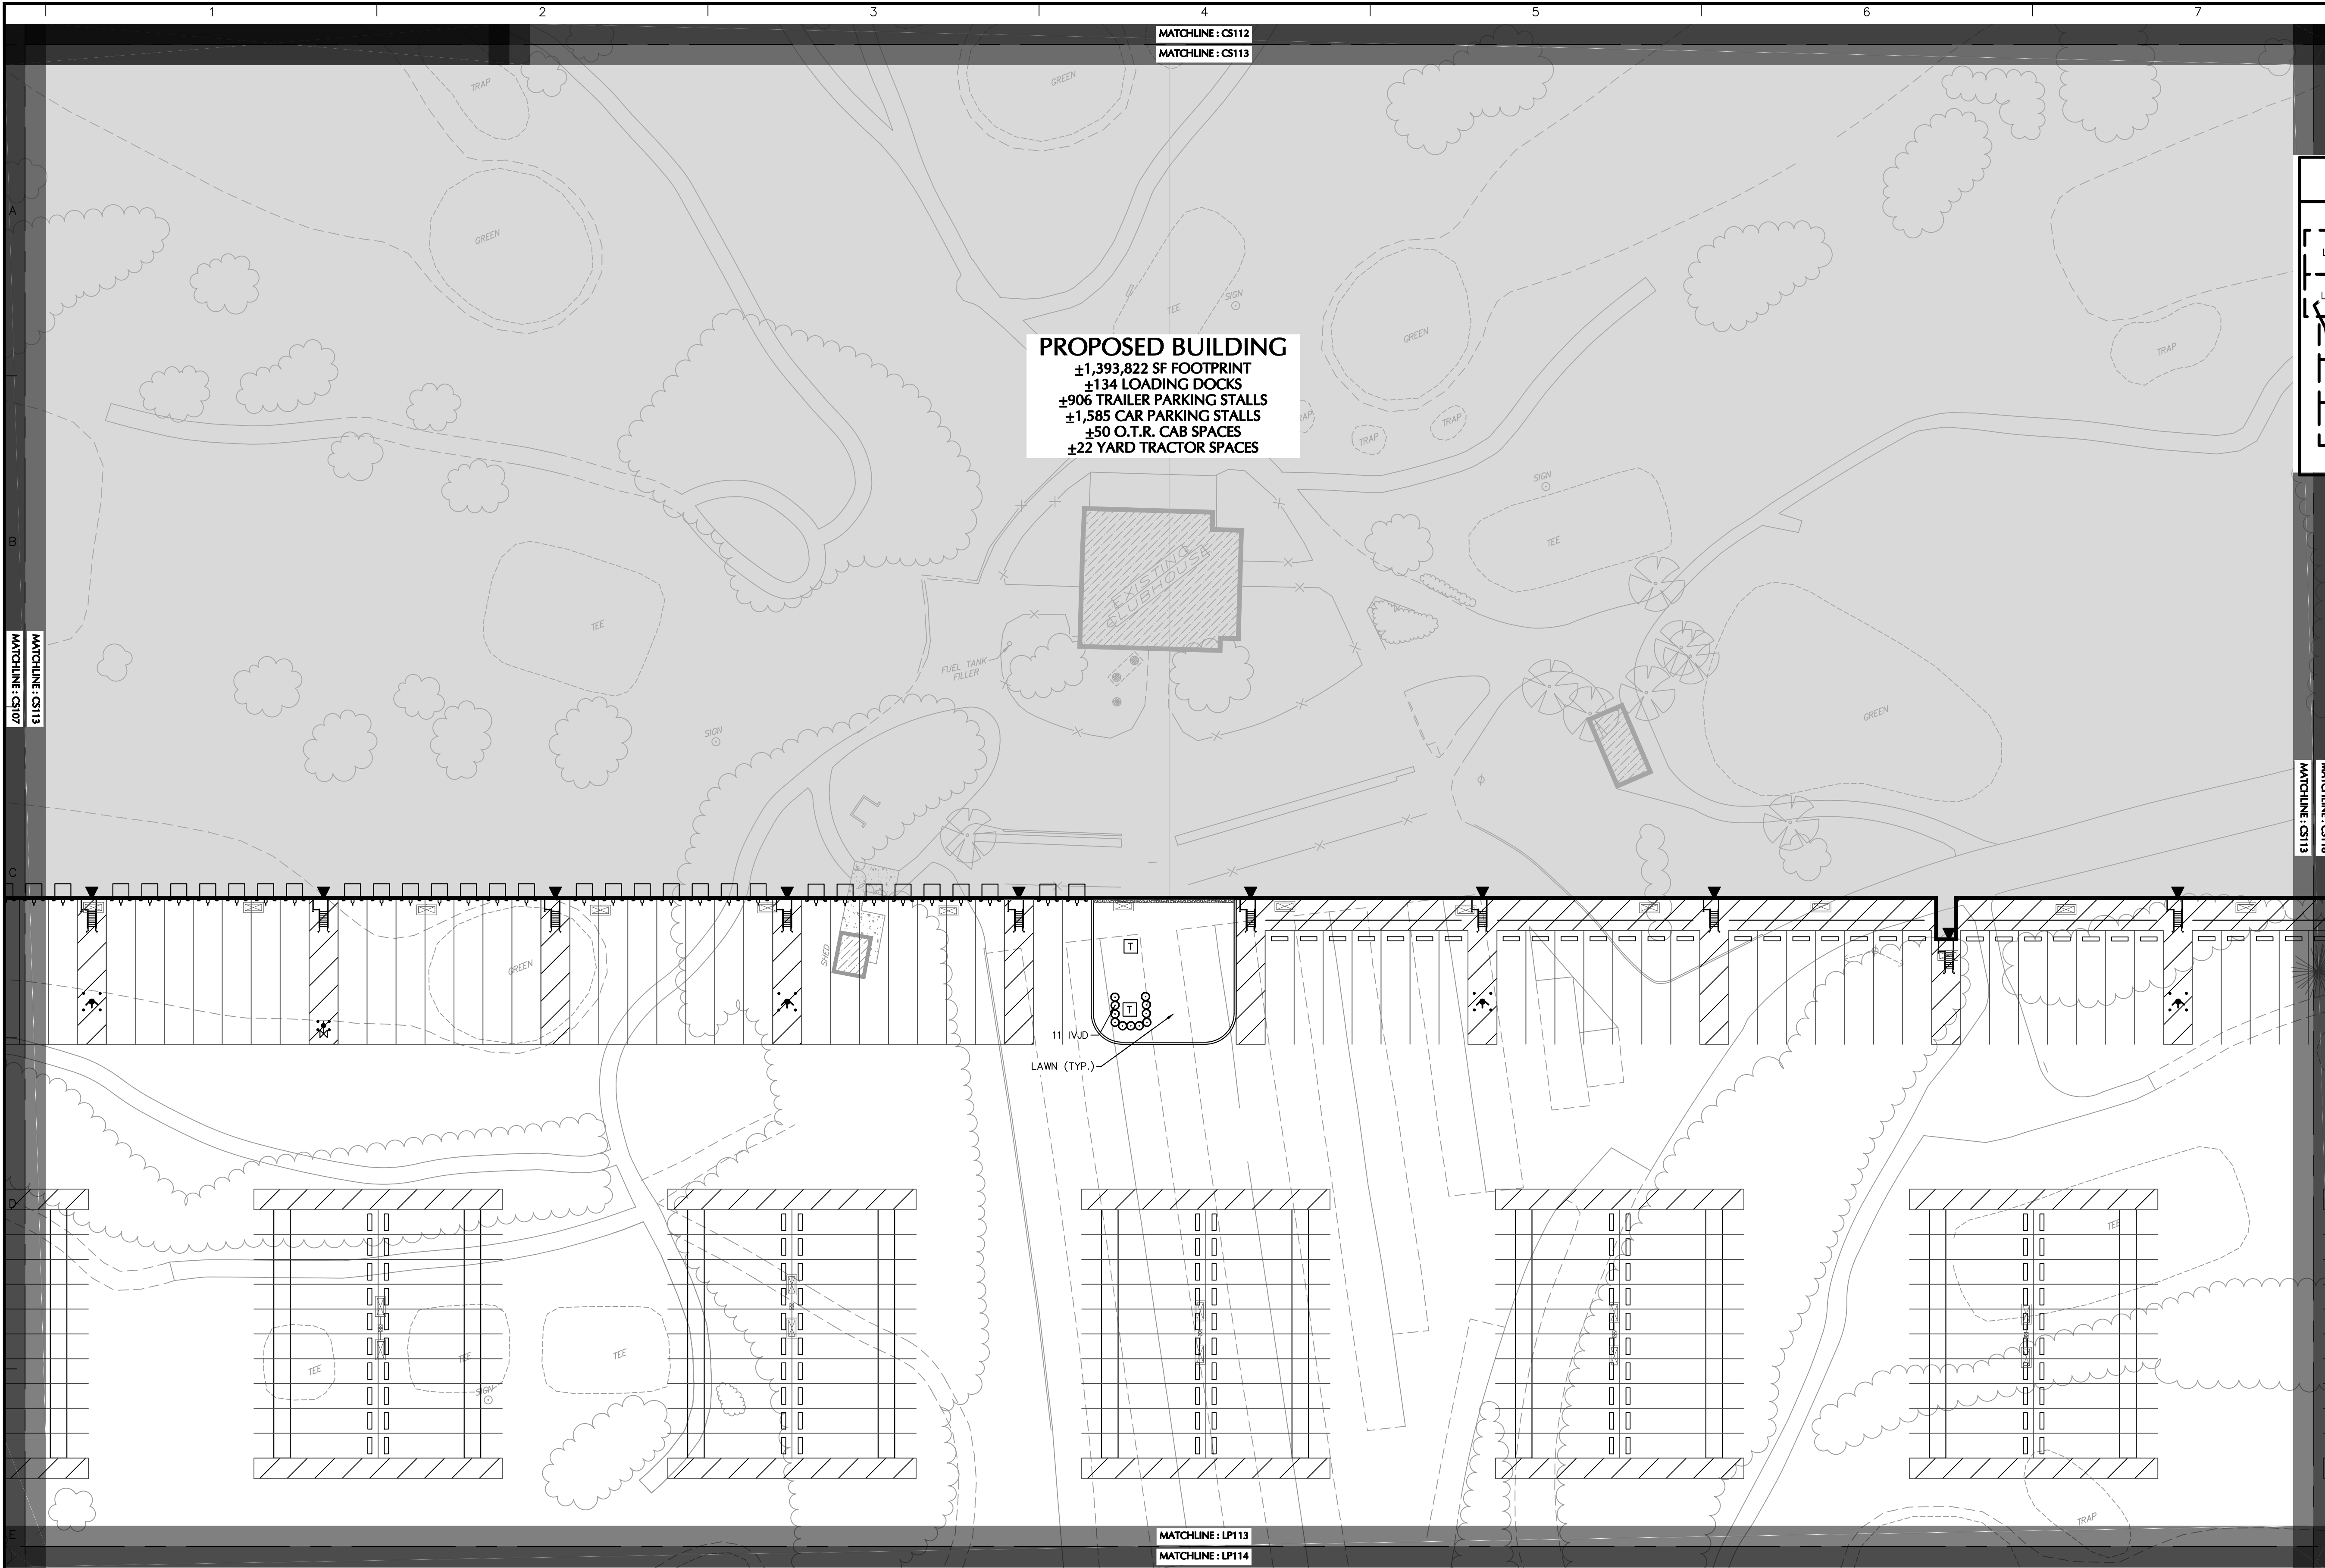 1 2 3 4 5 6 7
MATCHLINE : CS112
MATCHLINE : CS113
TRAP
GREEN
A
GREEN
TEE
SIGN
GREEN
TRAP
PROPOSED BUILDING
±1,393,822 SF FOOTPRINT
±134 LOADING DOCKS
±906 TRAILER PARKING STALLS
±1,585 CAR PARKING STALLS
±50 O.T.R. CAB SPACES
±22 YARD TRACTOR SPACES
TRAP
TRAP
SIGN
B
TEE
EXISTING
CLUBHOUSE
TEE
FUEL TANK
FILLER
MATCHLINE : CS107
MATCHLINE : CS113
SIGN
GREEN
MATCHLINE : CS113
C
SHED
GREEN
T
T
11 IVJD
LAWN (TYP.)
D
TEE
TEE
TEE
TEE
SIGN
TRAP
E
MATCHLINE : LP113
MATCHLINE : LP114